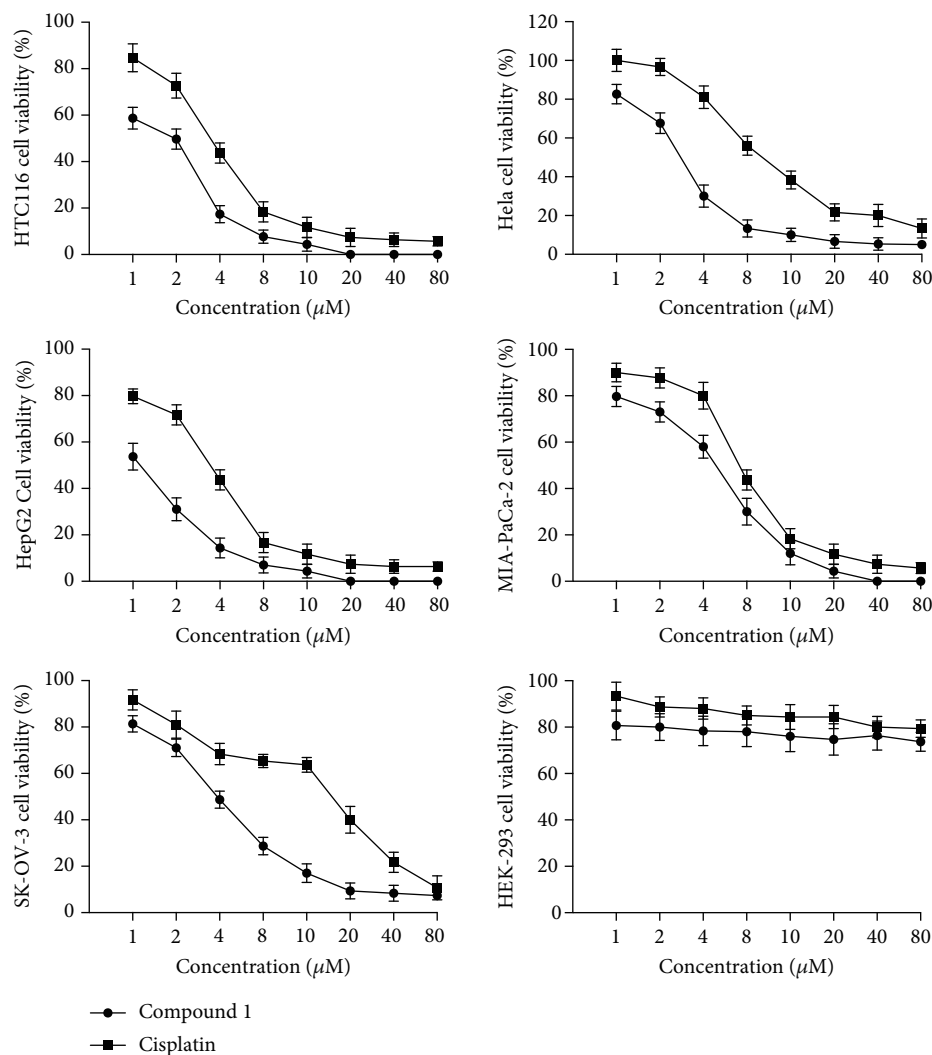 HTC116 cell viability (%)
100
80
60
40
20
0
1 2 4 8 10 20 40 80
Concentration (μM)
Hela cell viability (%)
120
100
80
60
40
20
0
1 2 4 8 10 20 40 80
Concentration (μM)
HepG2 Cell viability (%)
100
80
60
40
20
0
1 2 4 8 10 20 40 80
Concentration (μM)
MIA-PaCa-2 cell viability (%)
100
80
60
40
20
0
1 2 4 8 10 20 40 80
Concentration (μM)
SK-OV-3 cell viability (%)
100
80
60
40
20
0
1 2 4 8 10 20 40 80
Concentration (μM)
HEK-293 cell viability (%)
100
80
60
40
20
0
1 2 4 8 10 20 40 80
Concentration (μM)
Compound 1
Cisplatin